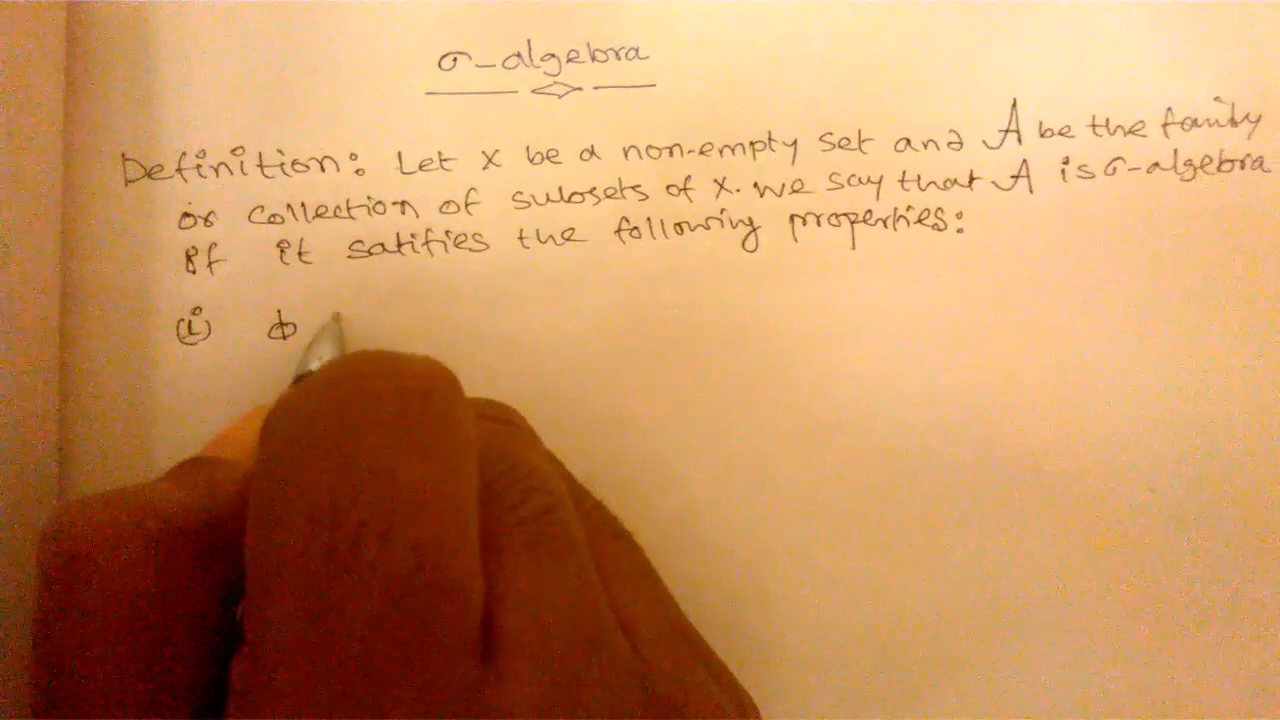 σ-algebra
Definition: Let X be a non-empty set and A be the family
or collection of subsets of X. we say that A is σ-algebra
if it satifies the following properties:
(i) ϕ